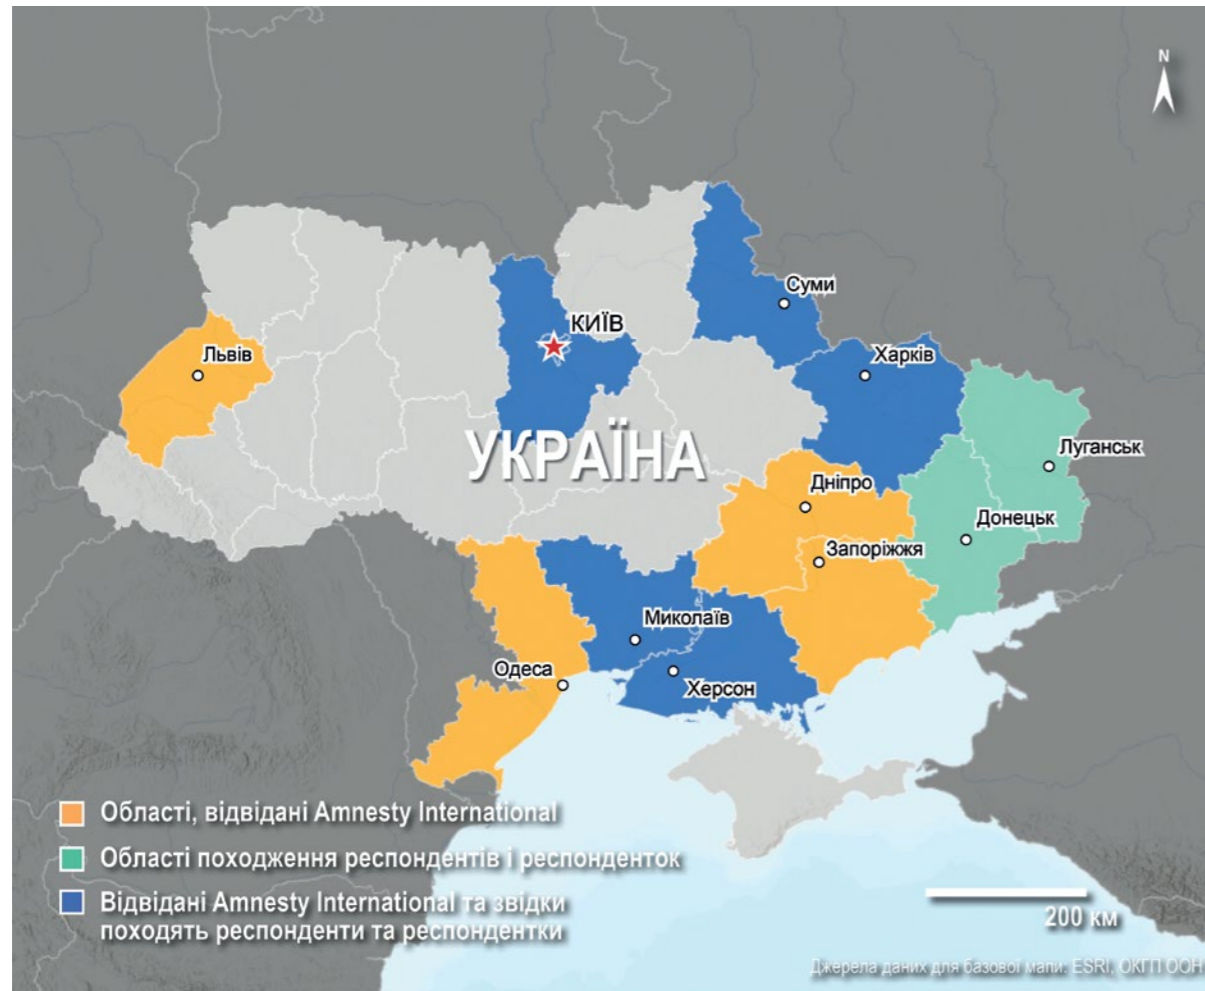 N
Суми
КИЇВ
Харків
Львів
Луганськ
УКРАЇНА
Дніпро
Донецьк
Запоріжжя
Миколаїв
Одеса
Херсон
Області, відвідані Amnesty International
Області походження респондентів і респонденток
Відвідані Amnesty International та звідки
походять респонденти та респондентки
200 км
Джерела даних для базової мапи: ESRI, ОКГП ООН